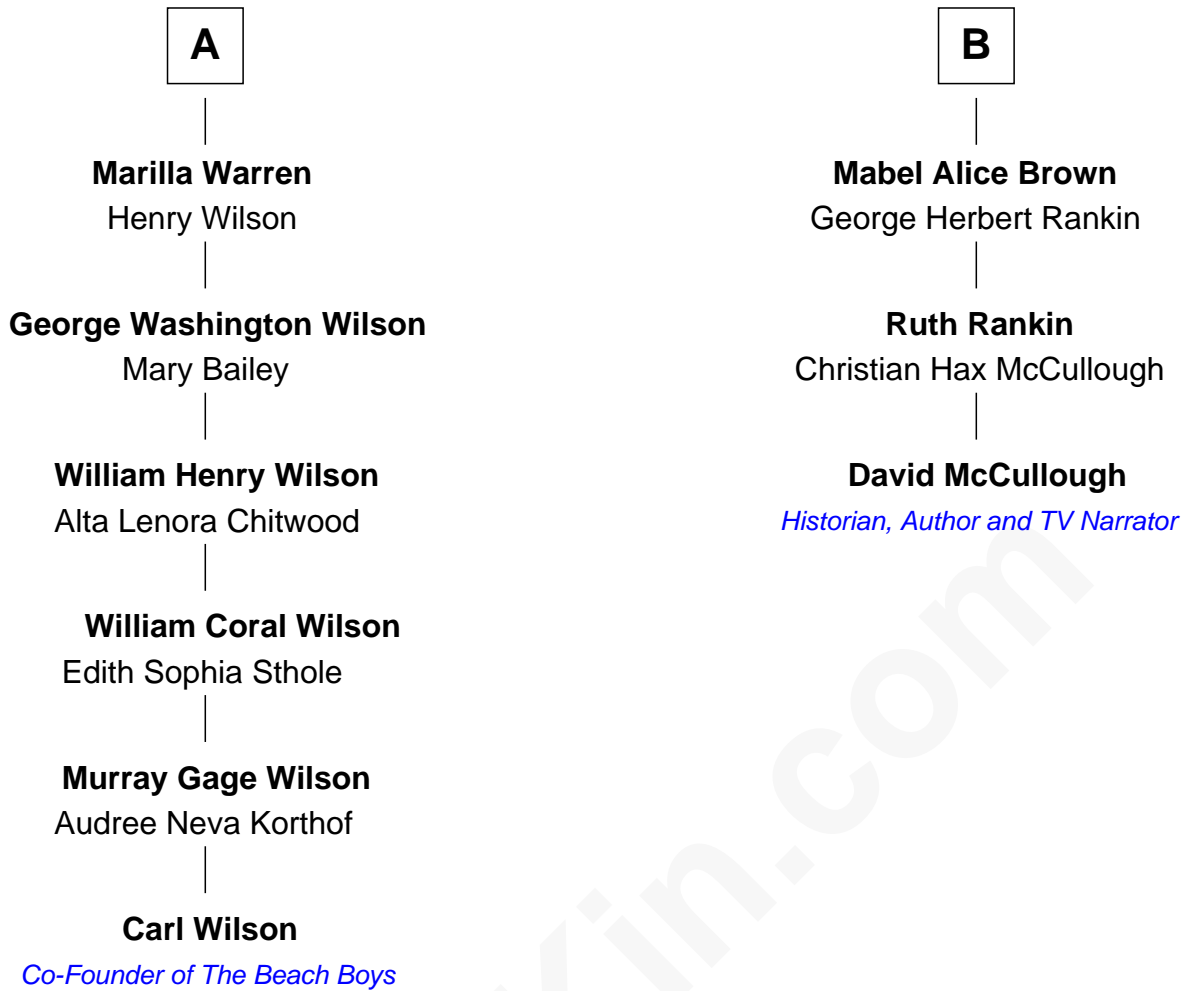 A
Marilla Warren
Henry Wilson
George Washington Wilson
Mary Bailey
William Henry Wilson
Alta Lenora Chitwood
William Coral Wilson
Edith Sophia Sthole
Murray Gage Wilson
Audree Neva Korthof
Carl Wilson
Co-Founder of The Beach Boys
B
Mabel Alice Brown
George Herbert Rankin
Ruth Rankin
Christian Hax McCullough
David McCullough
Historian, Author and TV Narrator
Kin.com